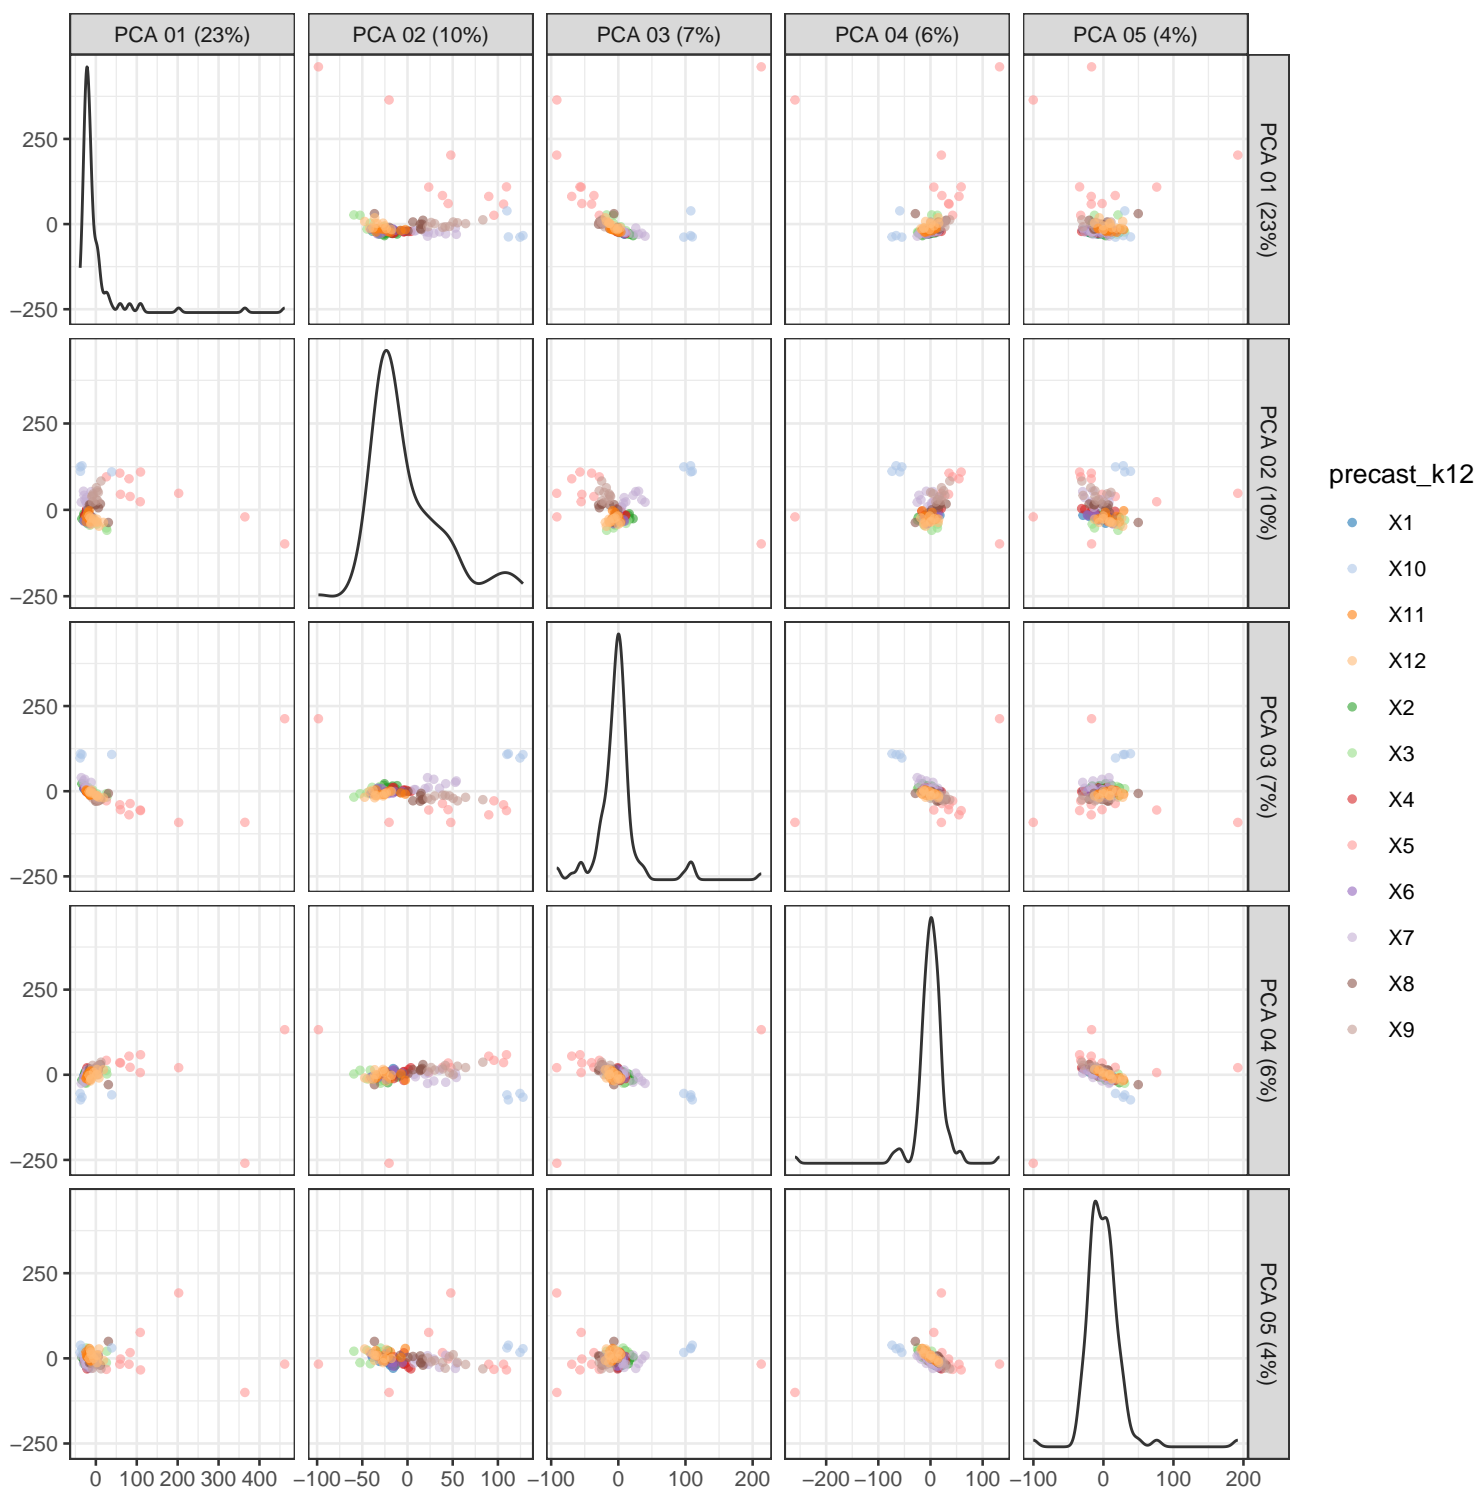 PCA 01 (23%) PCA 02 (10%) PCA 03 (7%) PCA 04 (6%) PCA 05 (4%)
250
0
−250
PCA 01 (23%)
250
0
−250
PCA 02 (10%)
250
0
−250
PCA 03 (7%)
250
0
−250
PCA 04 (6%)
250
0
−250
PCA 05 (4%)
0 100 200 300 400 −100 −50 0 50 100 −100 0 100 200 −200 −100 0 100 −100 0 100 200
precast_k12
X1
X10
X11
X12
X2
X3
X4
X5
X6
X7
X8
X9